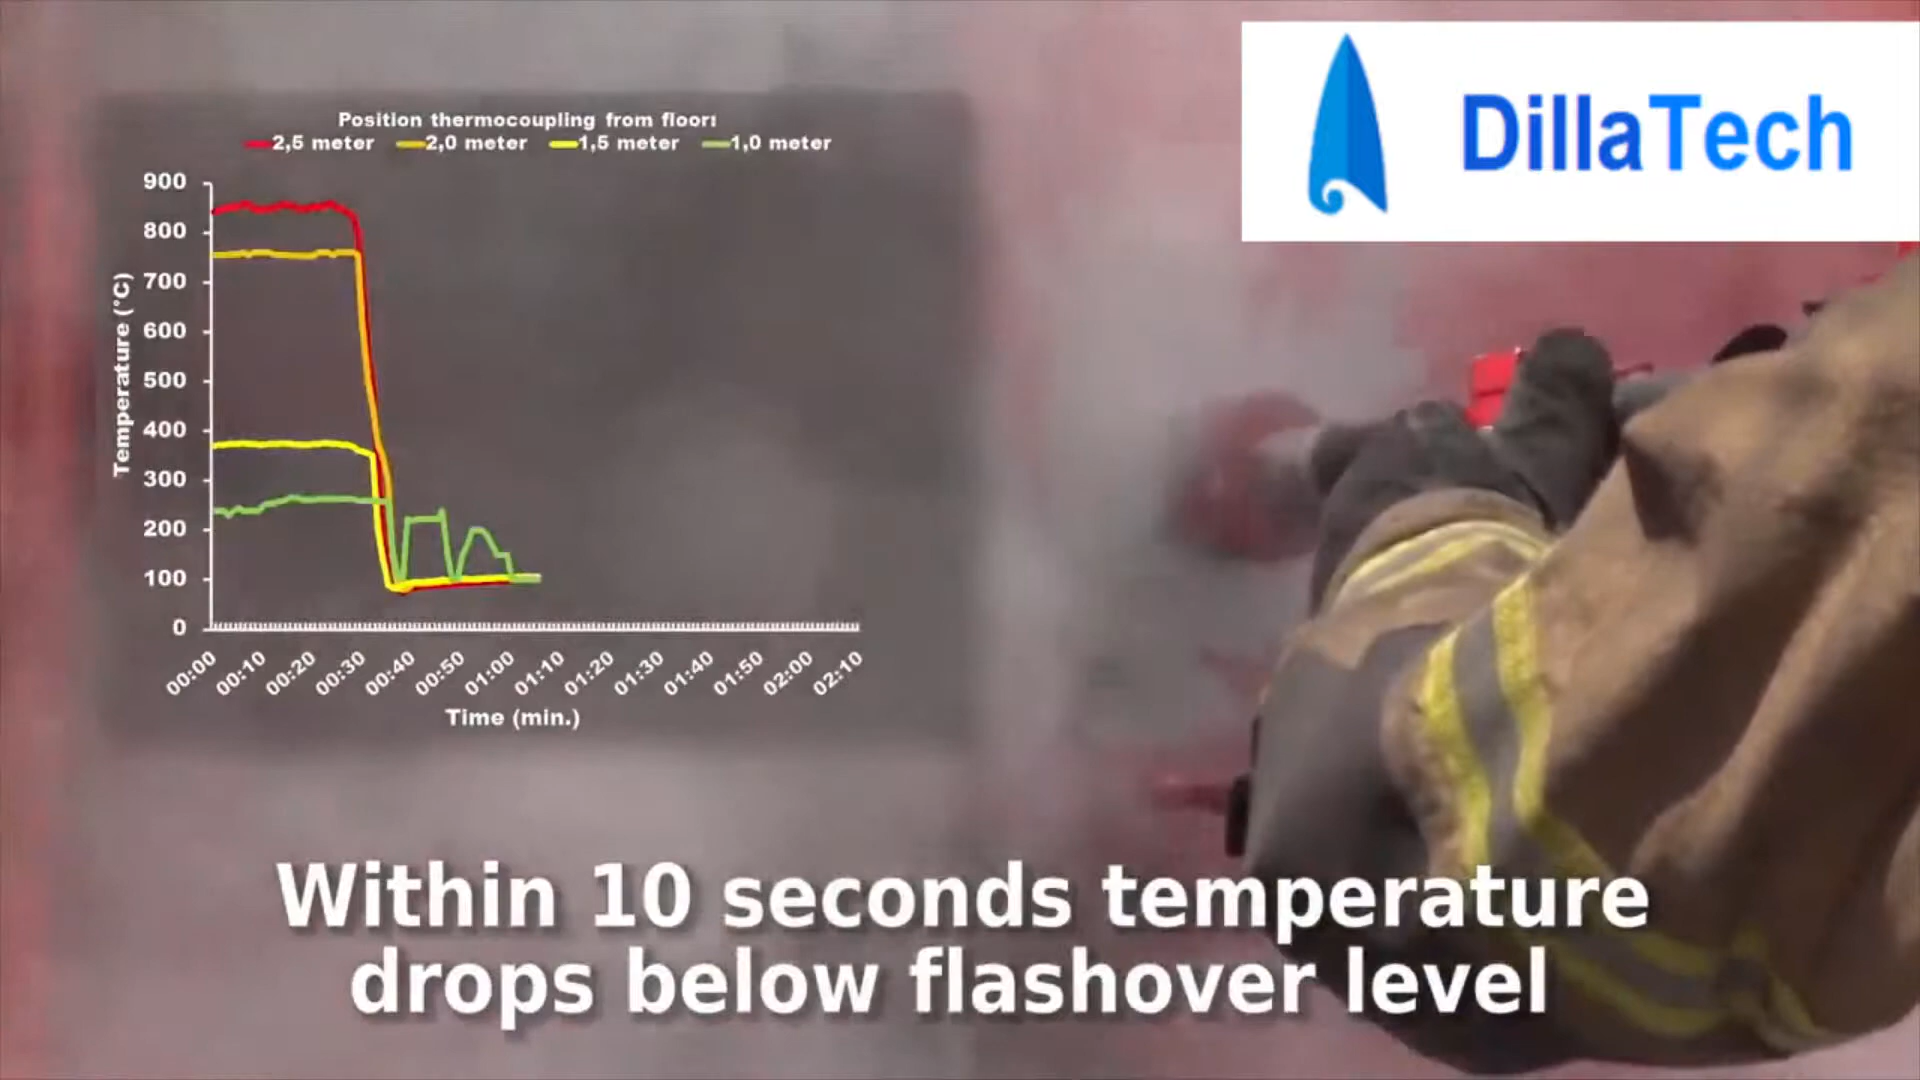 DillaTech
Position thermocoupling from floor:
2,5 meter 2,0 meter 1,5 meter 1,0 meter
Temperature (°C)
900
800
700
600
500
400
300
200
100
0
00:00 00:10 00:20 00:30 00:40 00:50 01:00 01:10 01:20 01:30 01:40 01:50 02:00 02:10
Time (min.)
Within 10 seconds temperature
drops below flashover level